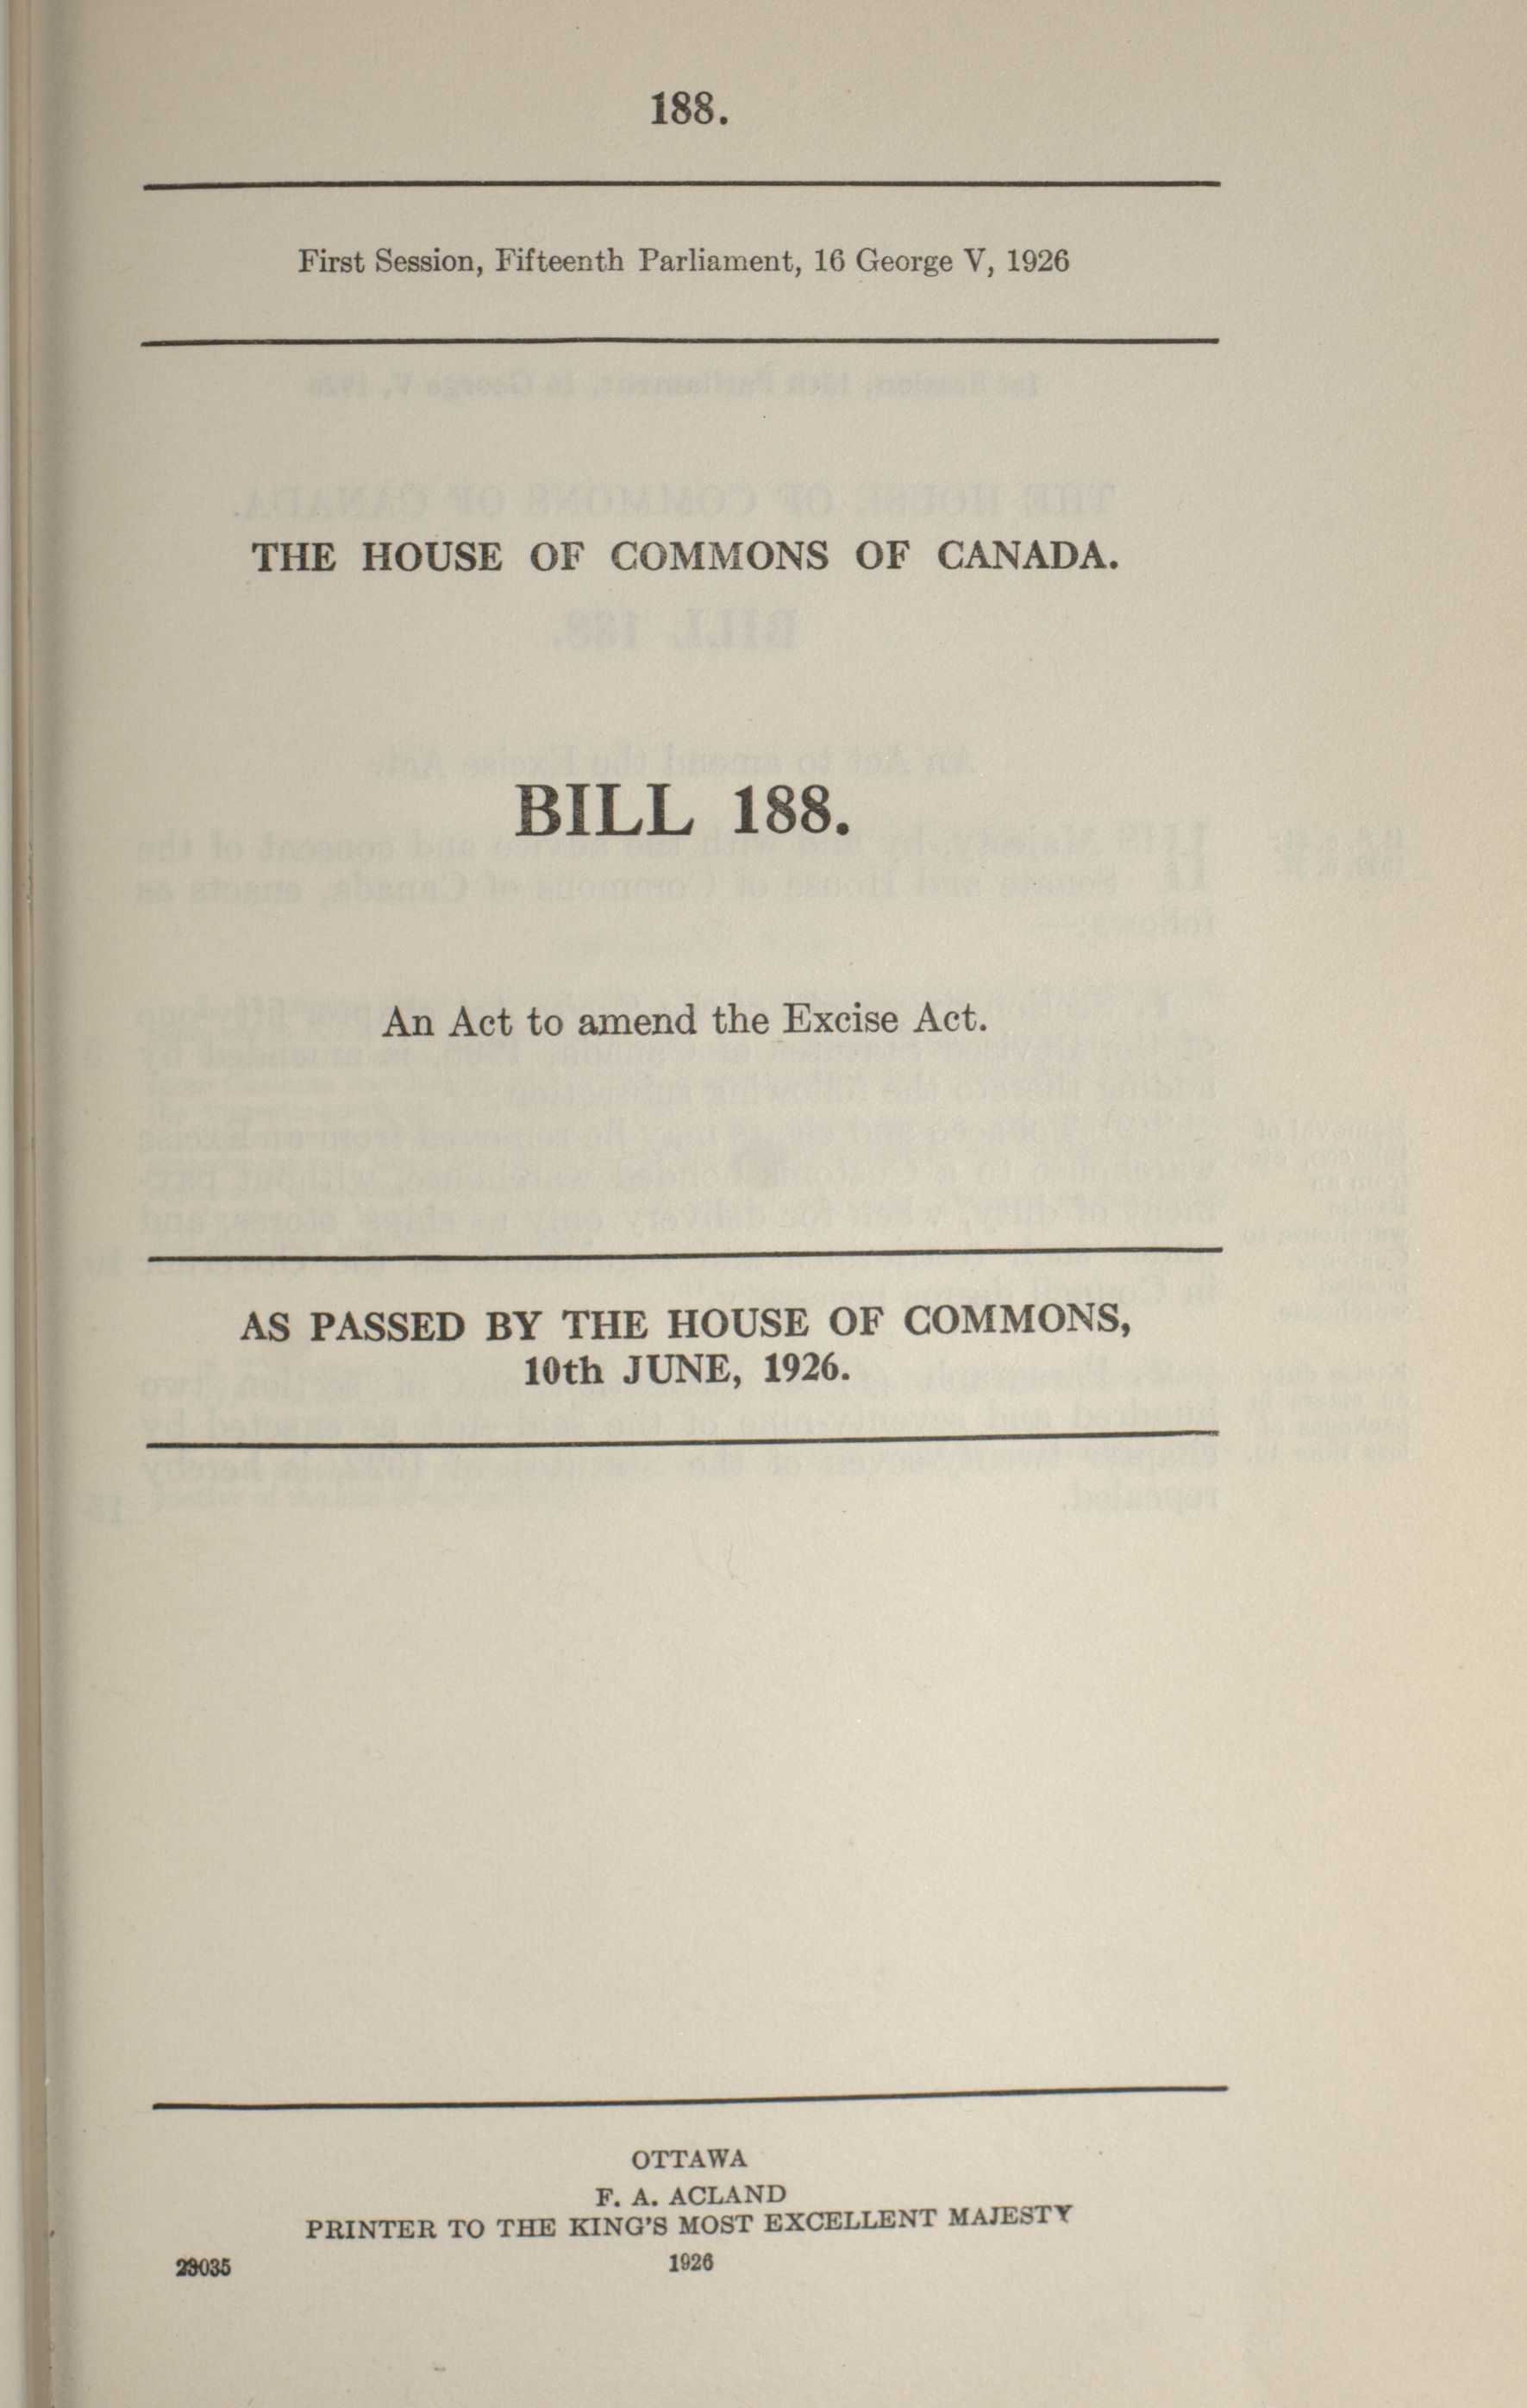 188.
First Session, Fifteenth Parliament, 16 George V, 1926
THE HOUSE OF COMMONS OF CANADA.
BILL 188.
An Act to amend the Excise Act.
AS PASSED BY THE HOUSE OF COMMONS,
10th JUNE, 1926.
OTTAWA
F. A. ACLAND
PRINTER TO THE KING'S MOST EXCELLENT MAJESTY
1926